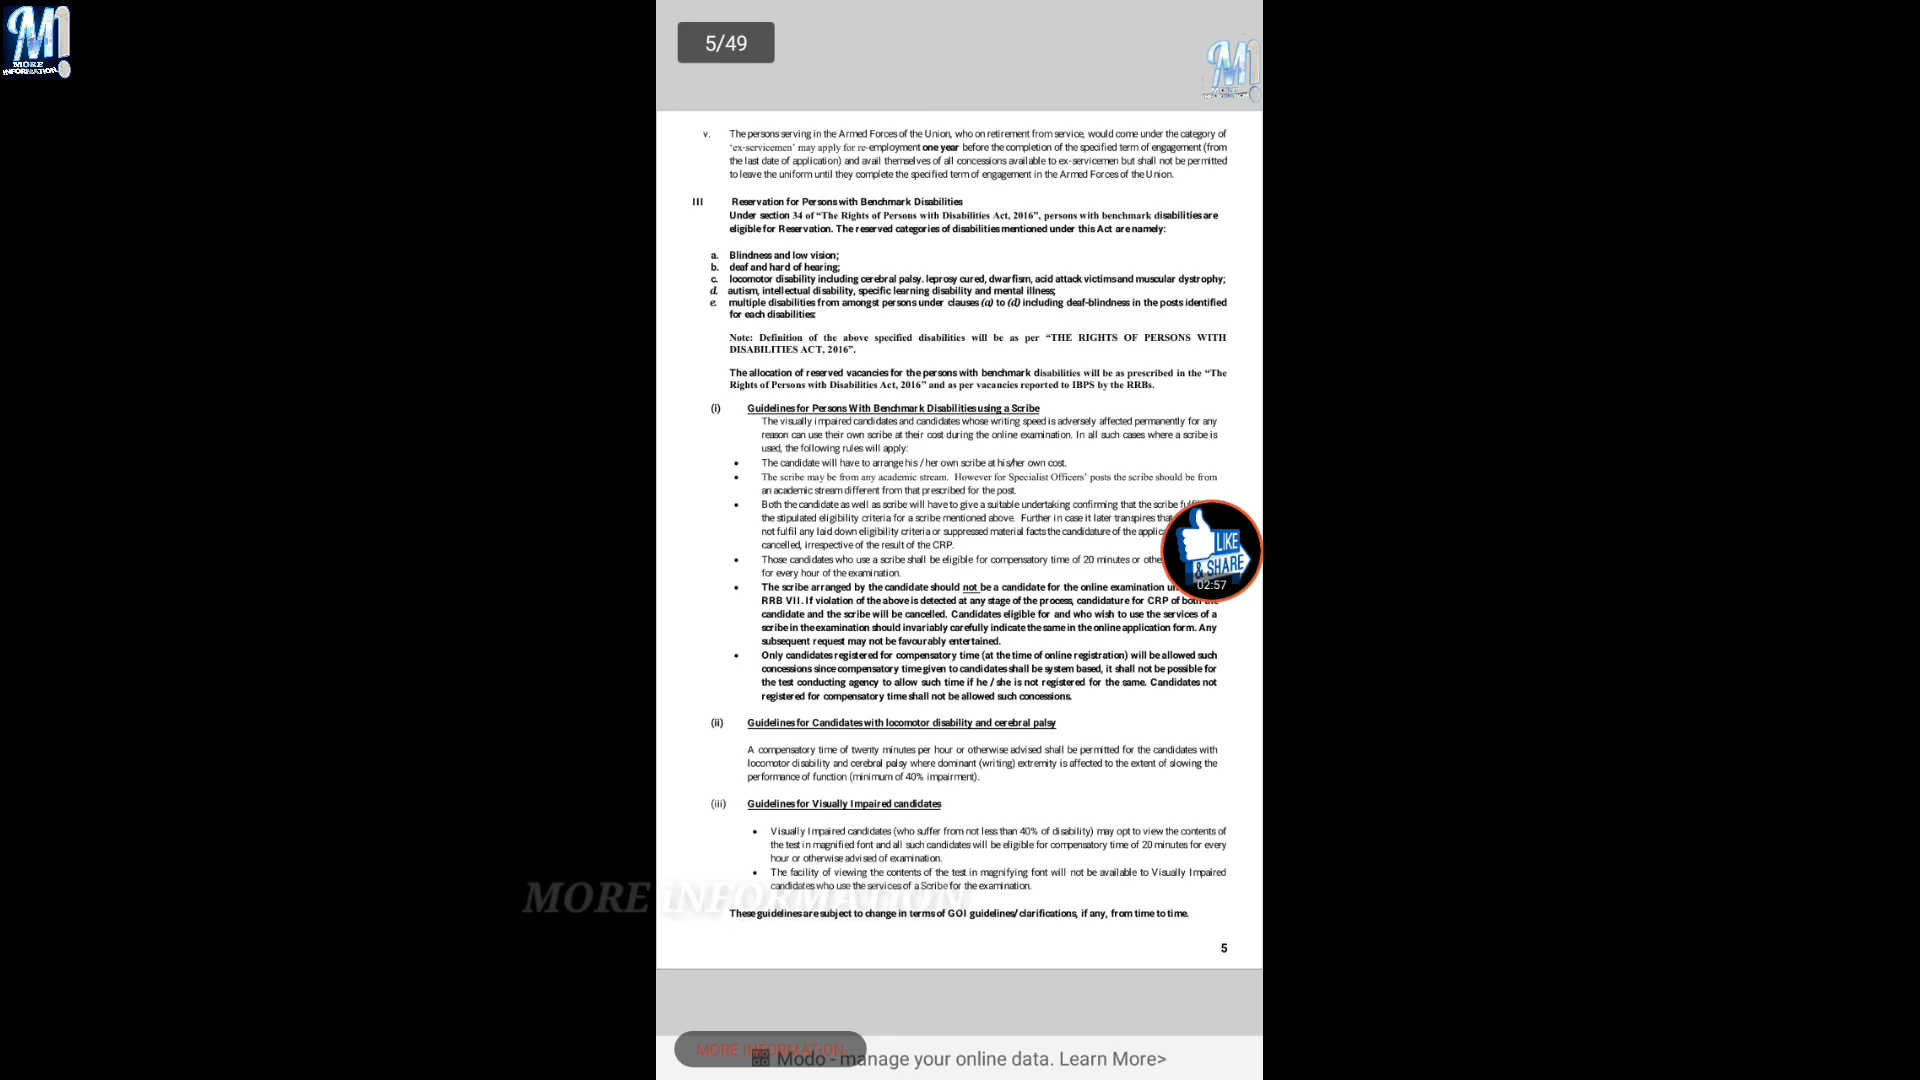 MORE
INFORMATION
5/49
v. The persons serving in the Armed Forces of the Union, who on retirement from service, would come under the category of
‘ex-servicemen’ may apply for re-employment one year before the completion of the specified term of engagement (from
the last date of application) and avail themselves of all concessions available to ex-servicemen but shall not be permitted
to leave the uniform until they complete the specified term of engagement in the Armed Forces of the Union.
III Reservation for Persons with Benchmark Disabilities
Under section 34 of “The Rights of Persons with Disabilities Act, 2016”, persons with benchmark disabilities are
eligible for Reservation. The reserved categories of disabilities mentioned under this Act are namely:
a. Blindness and low vision;
b. deaf and hard of hearing;
c. locomotor disability including cerebral palsy. leprosy cured, dwarfism, acid attack victims and muscular dystrophy;
d. autism, intellectual disability, specific learning disability and mental illness;
e. multiple disabilities from amongst persons under clauses (a) to (d) including deaf-blindness in the posts identified
for each disabilities:
Note: Definition of the above specified disabilities will be as per “THE RIGHTS OF PERSONS WITH
DISABILITIES ACT, 2016”.
The allocation of reserved vacancies for the persons with benchmark disabilities will be as prescribed in the “The
Rights of Persons with Disabilities Act, 2016” and as per vacancies reported to IBPS by the RRBs.
(i) Guidelines for Persons With Benchmark Disabilities using a Scribe
The visually impaired candidates and candidates whose writing speed is adversely affected permanently for any
reason can use their own scribe at their cost during the online examination. In all such cases where a scribe is
used, the following rules will apply:
• The candidate will have to arrange his / her own scribe at his/her own cost.
• The scribe may be from any academic stream. However for Specialist Officers’ posts the scribe should be from
an academic stream different from that prescribed for the post.
• Both the candidate as well as scribe will have to give a suitable undertaking confirming that the scribe
the stipulated eligibility criteria for a scribe mentioned above. Further in case it later transpires that
not fulfil any laid down eligibility criteria or suppressed material facts the candidature of the
cancelled, irrespective of the result of the CRP.
• Those candidates who use a scribe shall be eligible for compensatory time of 20 minutes or
for every hour of the examination.
• The scribe arranged by the candidate should not be a candidate for the online examination
RRB VII. If violation of the above is detected at any stage of the process, candidature for CRP of both the
candidate and the scribe will be cancelled. Candidates eligible for and who wish to use the services of a
scribe in the examination should invariably carefully indicate the same in the online application form. Any
subsequent request may not be favourably entertained.
• Only candidates registered for compensatory time (at the time of online registration) will be allowed such
concessions since compensatory time given to candidates shall be system based, it shall not be possible for
the test conducting agency to allow such time if he / she is not registered for the same. Candidates not
registered for compensatory time shall not be allowed such concessions.
LIKE
& SHARE
02:57
(ii) Guidelines for Candidates with locomotor disability and cerebral palsy
A compensatory time of twenty minutes per hour or otherwise advised shall be permitted for the candidates with
locomotor disability and cerebral palsy where dominant (writing) extremity is affected to the extent of slowing the
performance of function (minimum of 40% impairment).
(iii) Guidelines for Visually Impaired candidates
• Visually Impaired candidates (who suffer from not less than 40% of disability) may opt to view the contents of
the test in magnified font and all such candidates will be eligible for compensatory time of 20 minutes for every
hour or otherwise advised of examination.
• The facility of viewing the contents of the test in magnifying font will not be available to Visually Impaired
candidates who use the services of a Scribe for the examination.
MORE iNFORMATION
These guidelines are subject to change in terms of GOI guidelines/ clarifications, if any, from time to time.
5
MORE iNFORMATION
Modo - manage your online data. Learn More>